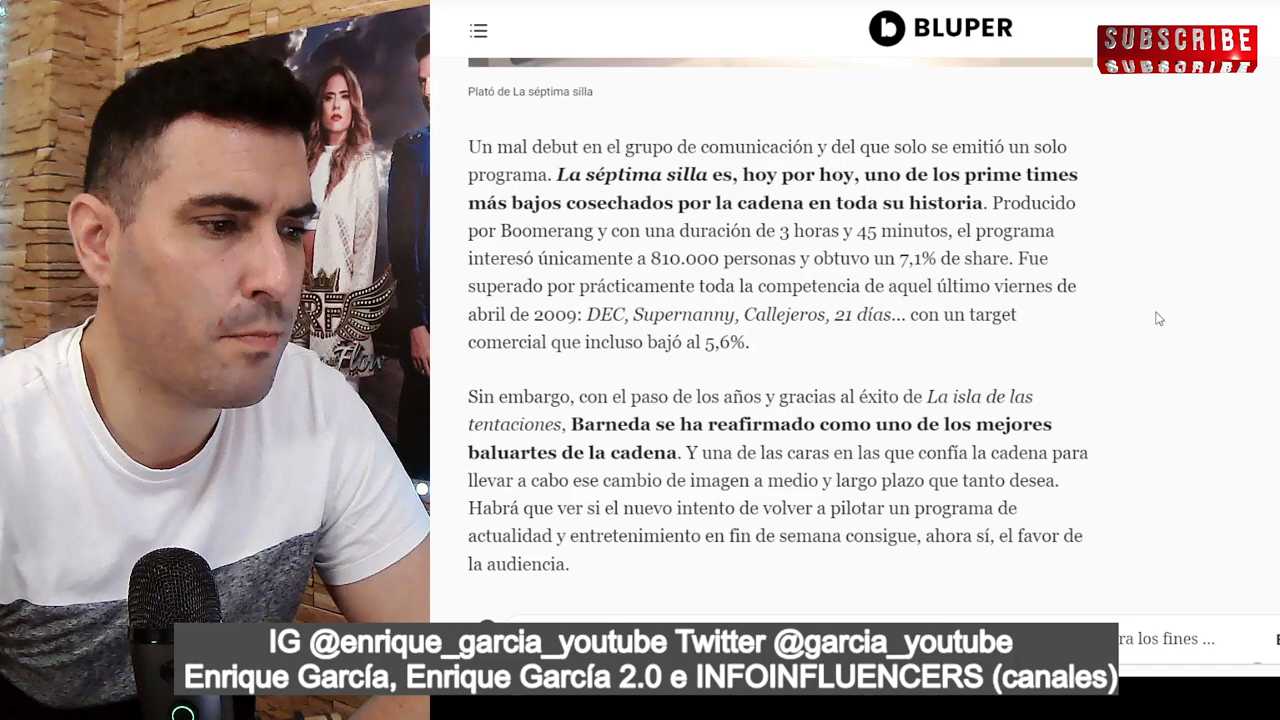 BLUPER
SUBSCRIBE
Plató de La séptima silla
Un mal debut en el grupo de comunicación y del que solo se emitió un solo
programa. La séptima silla es, hoy por hoy, uno de los prime times
más bajos cosechados por la cadena en toda su historia. Producido
por Boomerang y con una duración de 3 horas y 45 minutos, el programa
interesó únicamente a 810.000 personas y obtuvo un 7,1% de share. Fue
superado por prácticamente toda la competencia de aquel último viernes de
abril de 2009: DEC, Supernanny, Callejeros, 21 días... con un target
comercial que incluso bajó al 5,6%.
Sin embargo, con el paso de los años y gracias al éxito de La isla de las
tentaciones, Barneda se ha reafirmado como uno de los mejores
baluartes de la cadena. Y una de las caras en las que confía la cadena para
llevar a cabo ese cambio de imagen a medio y largo plazo que tanto desea.
Habrá que ver si el nuevo intento de volver a pilotar un programa de
actualidad y entretenimiento en fin de semana consigue, ahora sí, el favor de
la audiencia.
RF
Flow
los fines ...
IG @enrique_garcia_youtube Twitter @garcia_youtube
Enrique García, Enrique García 2.0 e INFOINFLUENCERS (canales)